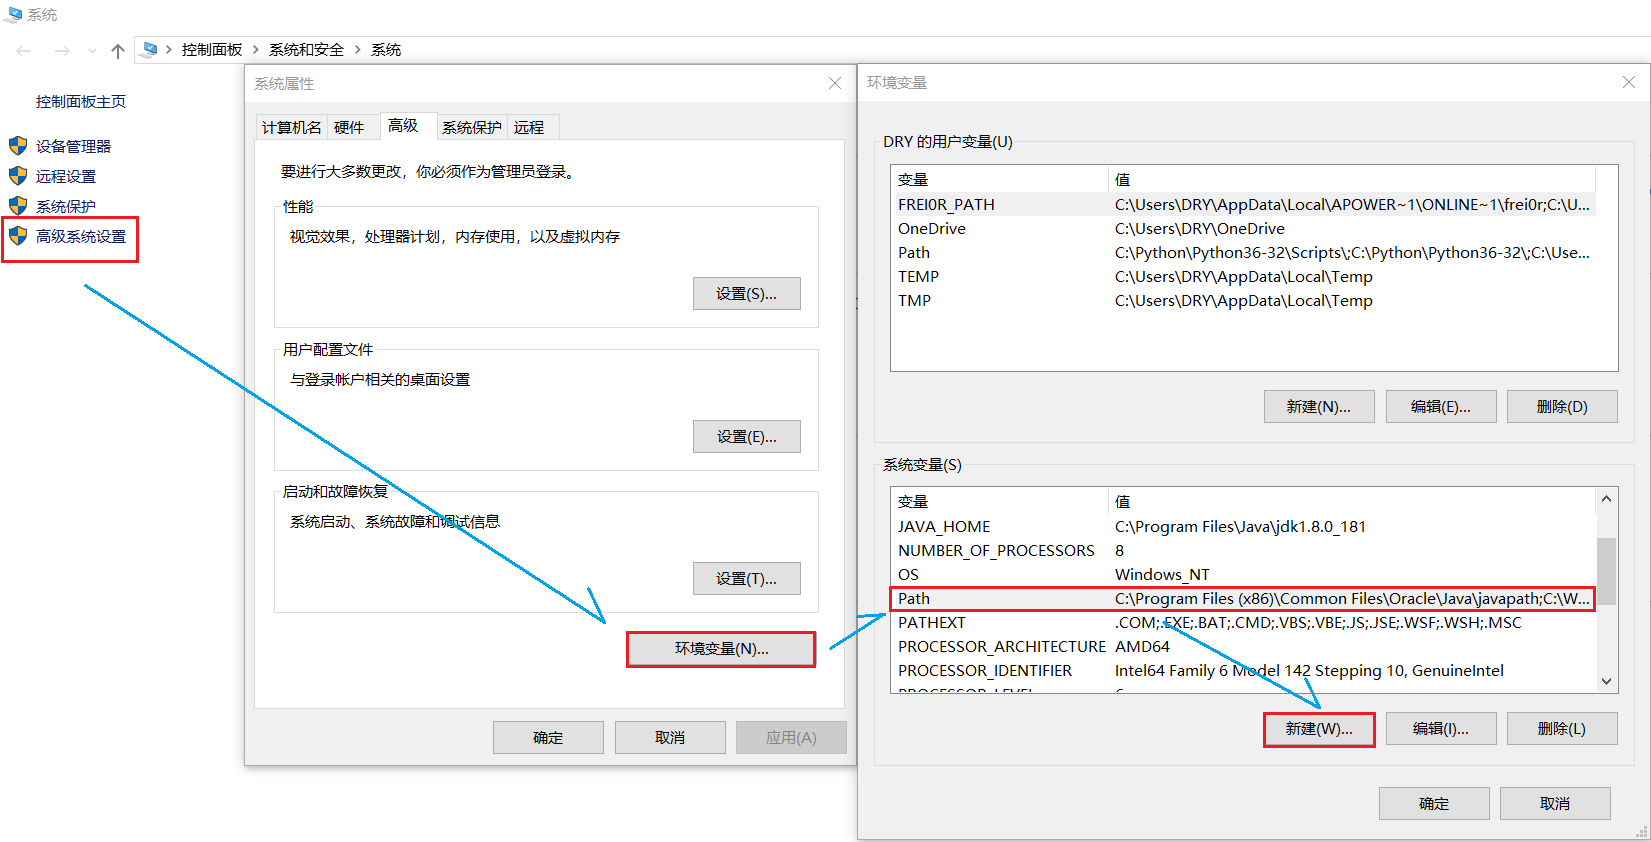 系统
控制面板 > 系统和安全 > 系统
控制面板主页
设备管理器
远程设置
系统保护
高级系统设置
系统属性
计算机名 硬件 高级 系统保护 远程
要进行大多数更改，你必须作为管理员登录。
性能
视觉效果，处理器计划，内存使用，以及虚拟内存
设置(S)...
用户配置文件
与登录帐户相关的桌面设置
设置(E)...
启动和故障恢复
系统启动、系统故障和调试信息
设置(T)...
环境变量(N)...
确定 取消 应用(A)
环境变量
DRY 的用户变量(U)
变量 值
FREI0R_PATH C:\Users\DRY\AppData\Local\APOWER~1\ONLINE~1\frei0r;C:\U...
OneDrive C:\Users\DRY\OneDrive
Path C:\Python\Python36-32\Scripts\;C:\Python\Python36-32\;C:\Use...
TEMP C:\Users\DRY\AppData\Local\Temp
TMP C:\Users\DRY\AppData\Local\Temp
新建(N)... 编辑(E)... 删除(D)
系统变量(S)
变量 值
JAVA_HOME C:\Program Files\Java\jdk1.8.0_181
NUMBER_OF_PROCESSORS 8
OS Windows_NT
Path C:\Program Files (x86)\Common Files\Oracle\Java\javapath;C:\W...
PATHEXT .COM;.EXE;.BAT;.CMD;.VBS;.VBE;.JS;.JSE;.WSF;.WSH;.MSC
PROCESSOR_ARCHITECTURE AMD64
PROCESSOR_IDENTIFIER Intel64 Family 6 Model 142 Stepping 10, GenuineIntel
PROCESSOR_LEVEL 6
新建(W)... 编辑(I)... 删除(L)
确定 取消